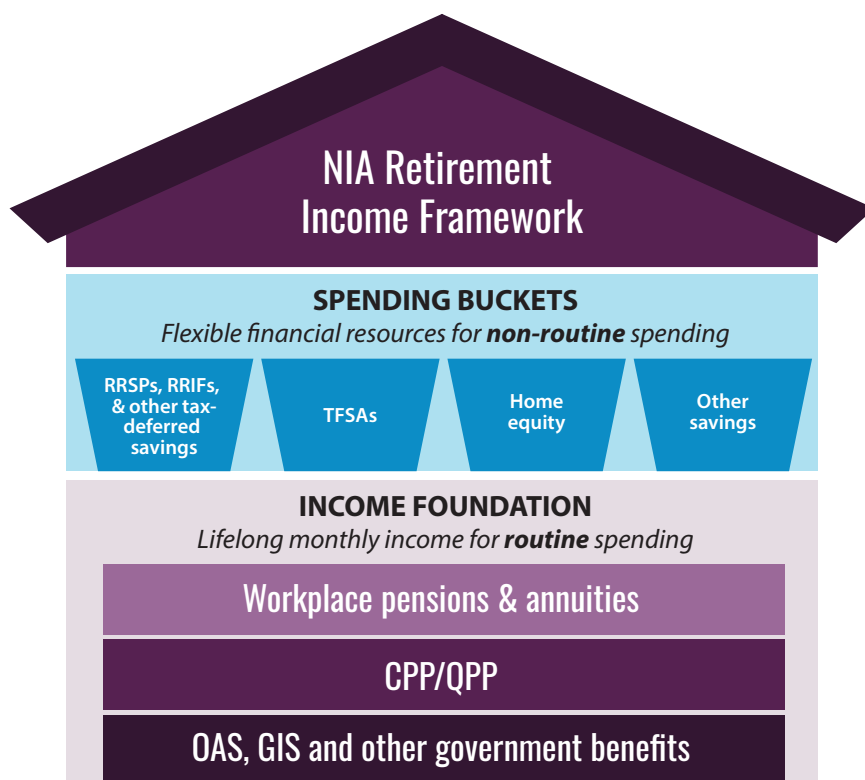 NIA Retirement
Income Framework
SPENDING BUCKETS
Flexible financial resources for non-routine spending
RRSPs, RRIFs,
& other tax-
deferred
savings
TFSAs
Home
equity
Other
savings
INCOME FOUNDATION
Lifelong monthly income for routine spending
Workplace pensions & annuities
CPP/QPP
OAS, GIS and other government benefits